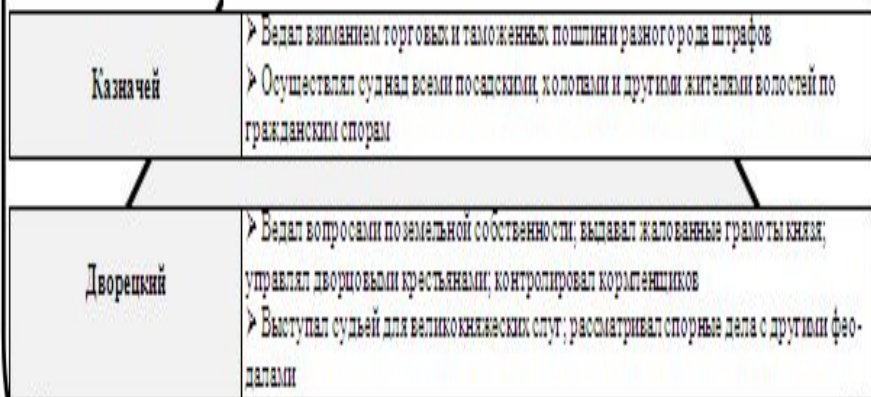 Казначей
➢ Ведал взиманием торговых и таможенных пошлин и разного рода штрафов
➢ Осуществлял суд над всеми посадскими, холопами и другими жителями волостей по
гражданским спорам
Дворецкий
➢ Ведал вопросами поземельной собственности; выдавал жалованные грамоты князя;
управлял дворцовыми крестьянами; контролировал кормленщиков
➢ Выступал судьей для великокняжеских слуг; рассматривал спорные дела с другими фео-
далами